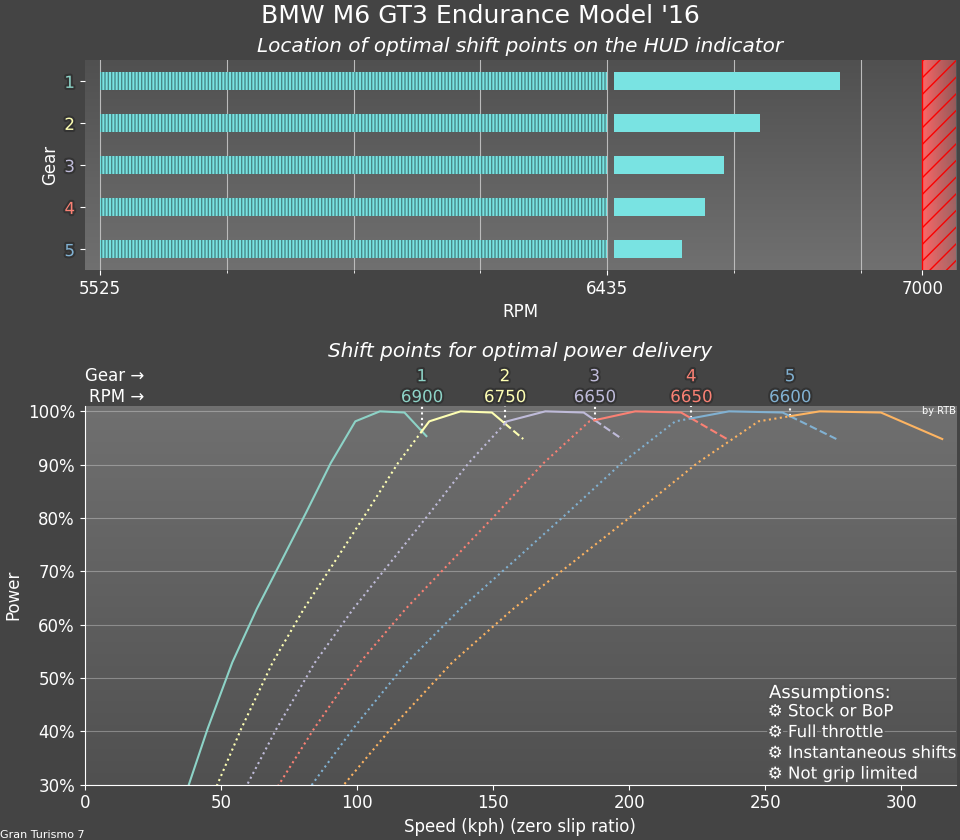 BMW M6 GT3 Endurance Model '16
Location of optimal shift points on the HUD indicator
Gear
1
2
3
4
5
5525 6435 7000
RPM
Shift points for optimal power delivery
Gear → 1 2 3 4 5
RPM → 6900 6750 6650 6650 6600
by RTB
Power
100%
90%
80%
70%
60%
50%
40%
30%
Assumptions:
⚙ Stock or BoP
⚙ Full throttle
⚙ Instantaneous shifts
⚙ Not grip limited
0 50 100 150 200 250 300
Speed (kph) (zero slip ratio)
Gran Turismo 7